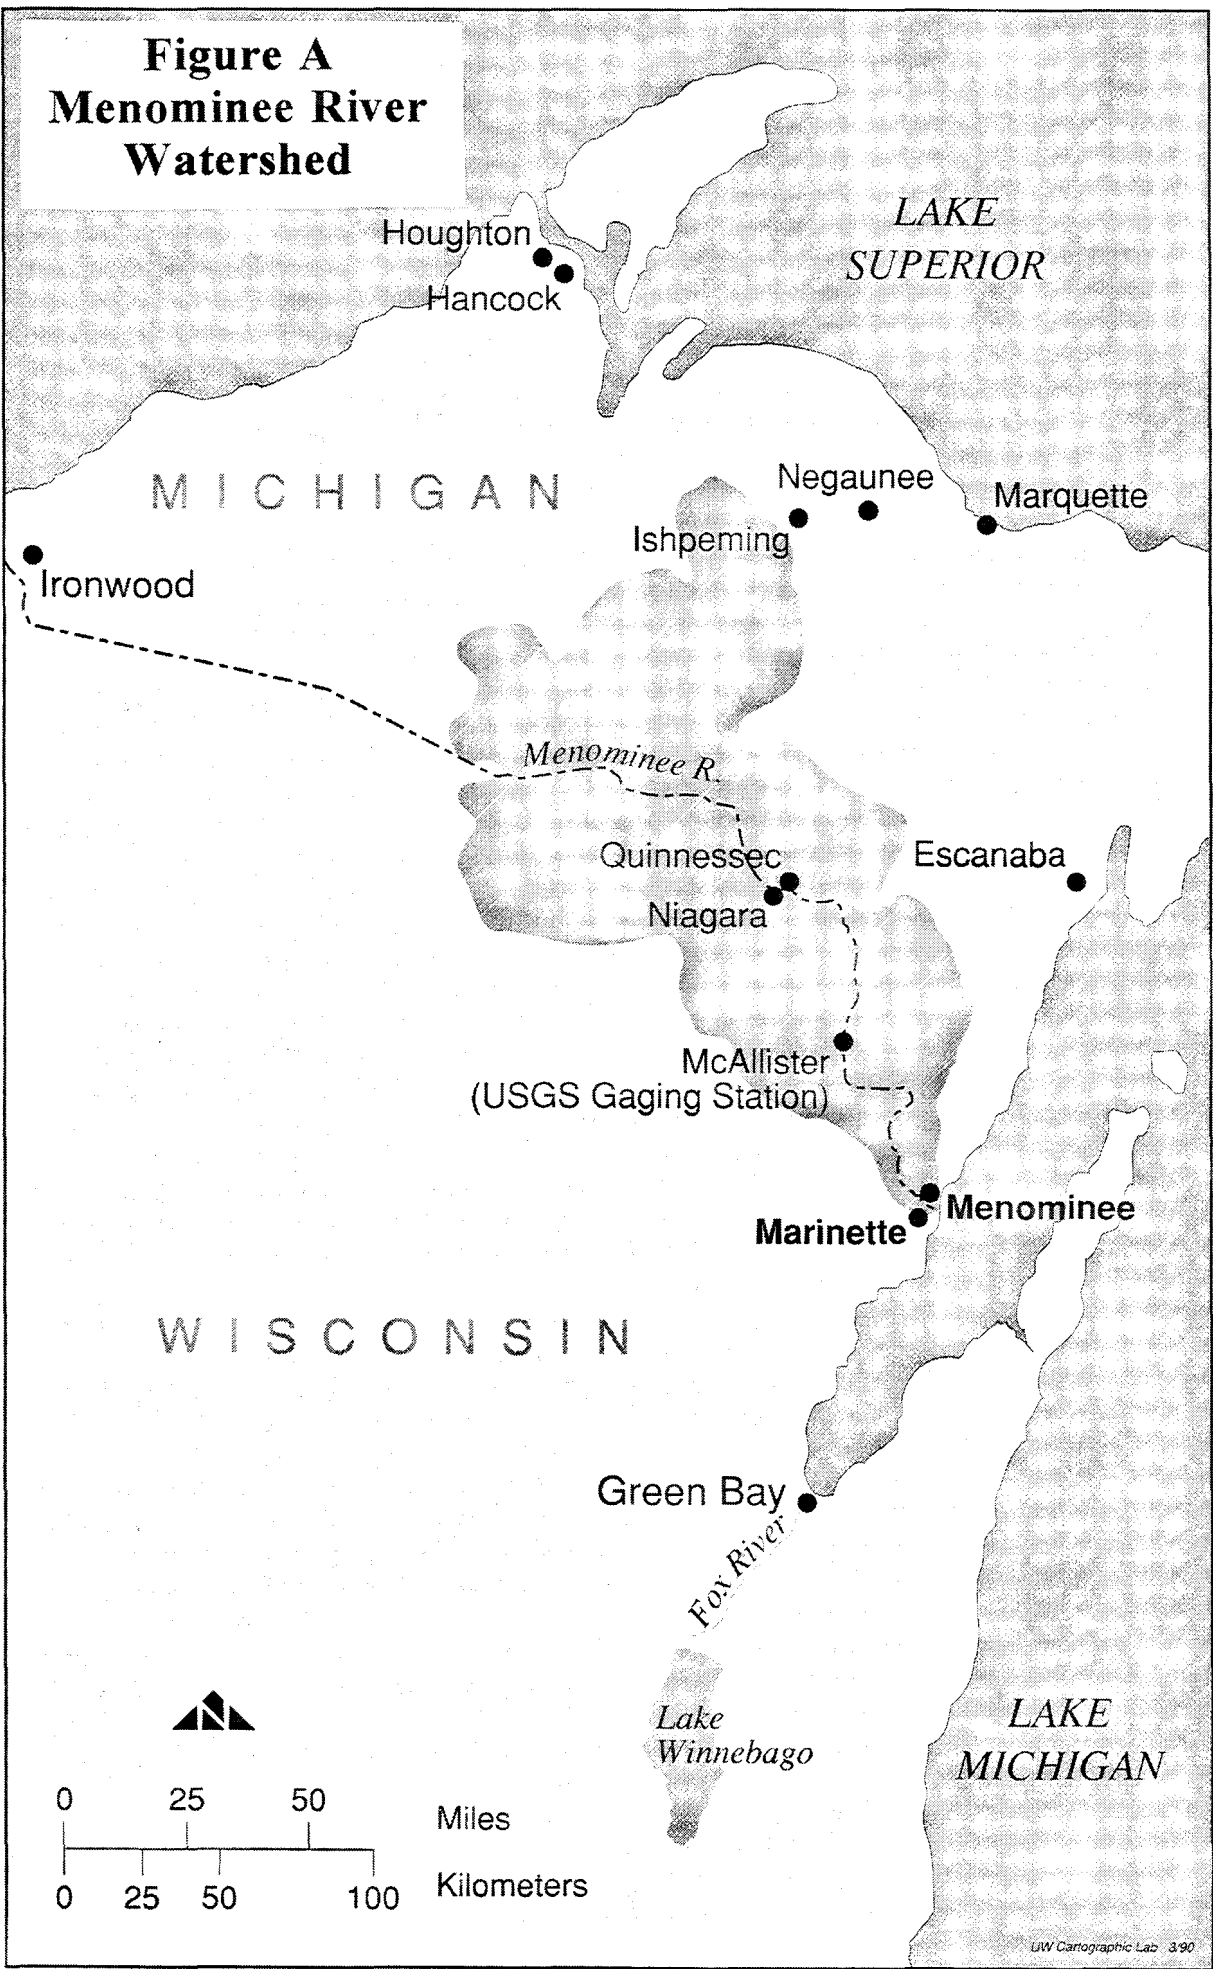 Figure A
Menominee River
Watershed
LAKE
SUPERIOR
Houghton
Hancock
MICHIGAN
Negaunee
Marquette
Ishpeming
Ironwood
Menominee R.
Quinnessec
Escanaba
Niagara
McAllister
(USGS Gaging Station)
Menominee
Marinette
WISCONSIN
Green Bay
Fox River
N
Lake
Winnebago
LAKE
MICHIGAN
0 25 50
Miles
0 25 50 100
Kilometers
UW Cartographic Lab 3/90